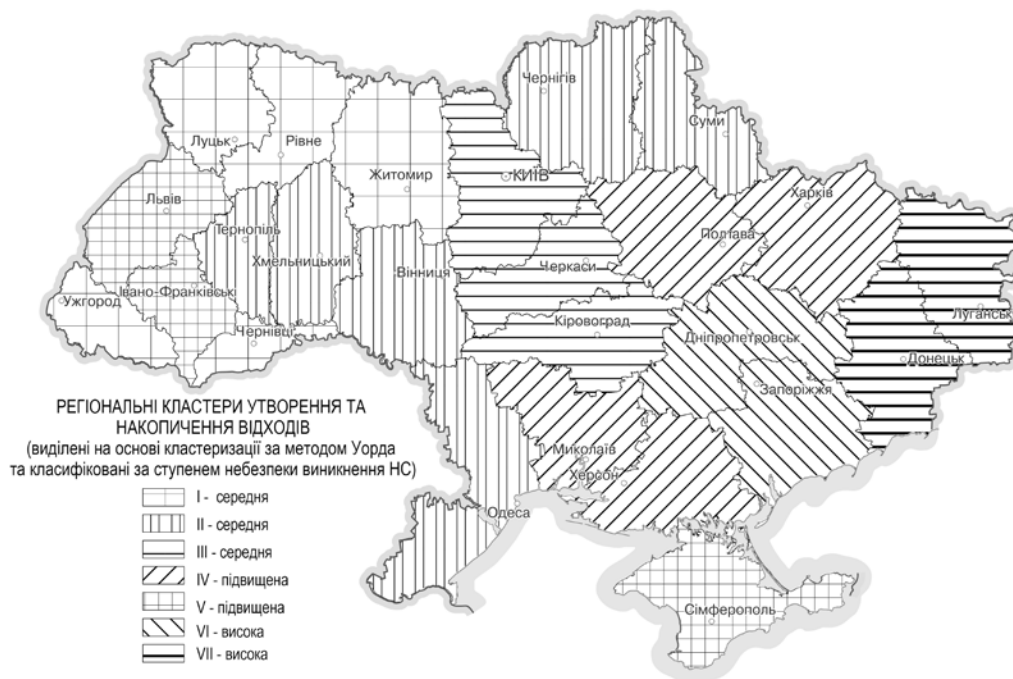 Чернігів
Суми
Луцьк
Рівне
Житомир
КИЇВ
Харків
Львів
Тернопіль
Полтава
Хмельницький
Вінниця
Черкаси
Івано-Франківськ
Ужгород
Луганськ
Кіровоград
Чернівці
Дніпропетровськ
Донецьк
Запоріжжя
РЕГІОНАЛЬНІ КЛАСТЕРИ УТВОРЕННЯ ТА
НАКОПИЧЕННЯ ВІДХОДІВ
(виділені на основі кластеризації за методом Уорда
та класифіковані за ступенем небезпеки виникнення НС)
Миколаїв
Херсон
Одеса
I - середня
II - середня
III - середня
IV - підвищена
V - підвищена
VI - висока
VII - висока
Сімферополь